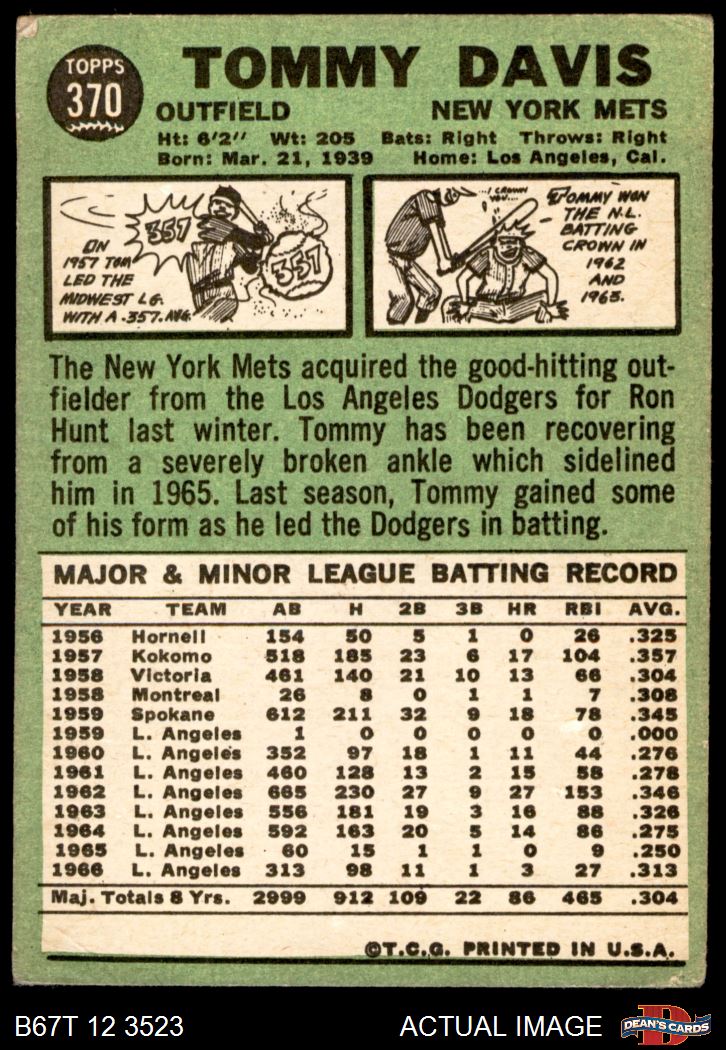 TOPPS
370
TOMMY DAVIS
OUTFIELD NEW YORK METS
Ht: 6'2" Wt: 205 Bats: Right Throws: Right
Born: Mar. 21, 1939 Home: Los Angeles, Cal.
357
357
ON
1957 TOM
LED THE
MIDWEST LG.
WITH A .357. AVG.
...I CROWN
YOU...
TOMMY WON
THE N.L.
BATTING
CROWN IN
1962
AND
1963.
The New York Mets acquired the good-hitting out-
fielder from the Los Angeles Dodgers for Ron
Hunt last winter. Tommy has been recovering
from a severely broken ankle which sidelined
him in 1965. Last season, Tommy gained some
of his form as he led the Dodgers in batting.
MAJOR & MINOR LEAGUE BATTING RECORD
YEAR TEAM AB H 2B 3B HR RBI AVG.
1956 Hornell 154 50 5 1 0 26 .325
1957 Kokomo 518 185 23 6 17 104 .357
1958 Victoria 461 140 21 10 13 66 .304
1958 Montreal 26 8 0 1 1 7 .308
1959 Spokane 612 211 32 9 18 78 .345
1959 L. Angeles 1 0 0 0 0 0 .000
1960 L. Angeles 352 97 18 1 11 44 .276
1961 L. Angeles 460 128 13 2 15 58 .278
1962 L. Angeles 665 230 27 9 27 153 .346
1963 L. Angeles 556 181 19 3 16 88 .326
1964 L. Angeles 592 163 20 5 14 86 .275
1965 L. Angeles 60 15 1 1 0 9 .250
1966 L. Angeles 313 98 11 1 3 27 .313
Maj. Totals 8 Yrs. 2999 912 109 22 86 465 .304
©T.C.G. PRINTED IN U.S.A.
B67T 12 3523 ACTUAL IMAGE
D
DEAN'S CARDS